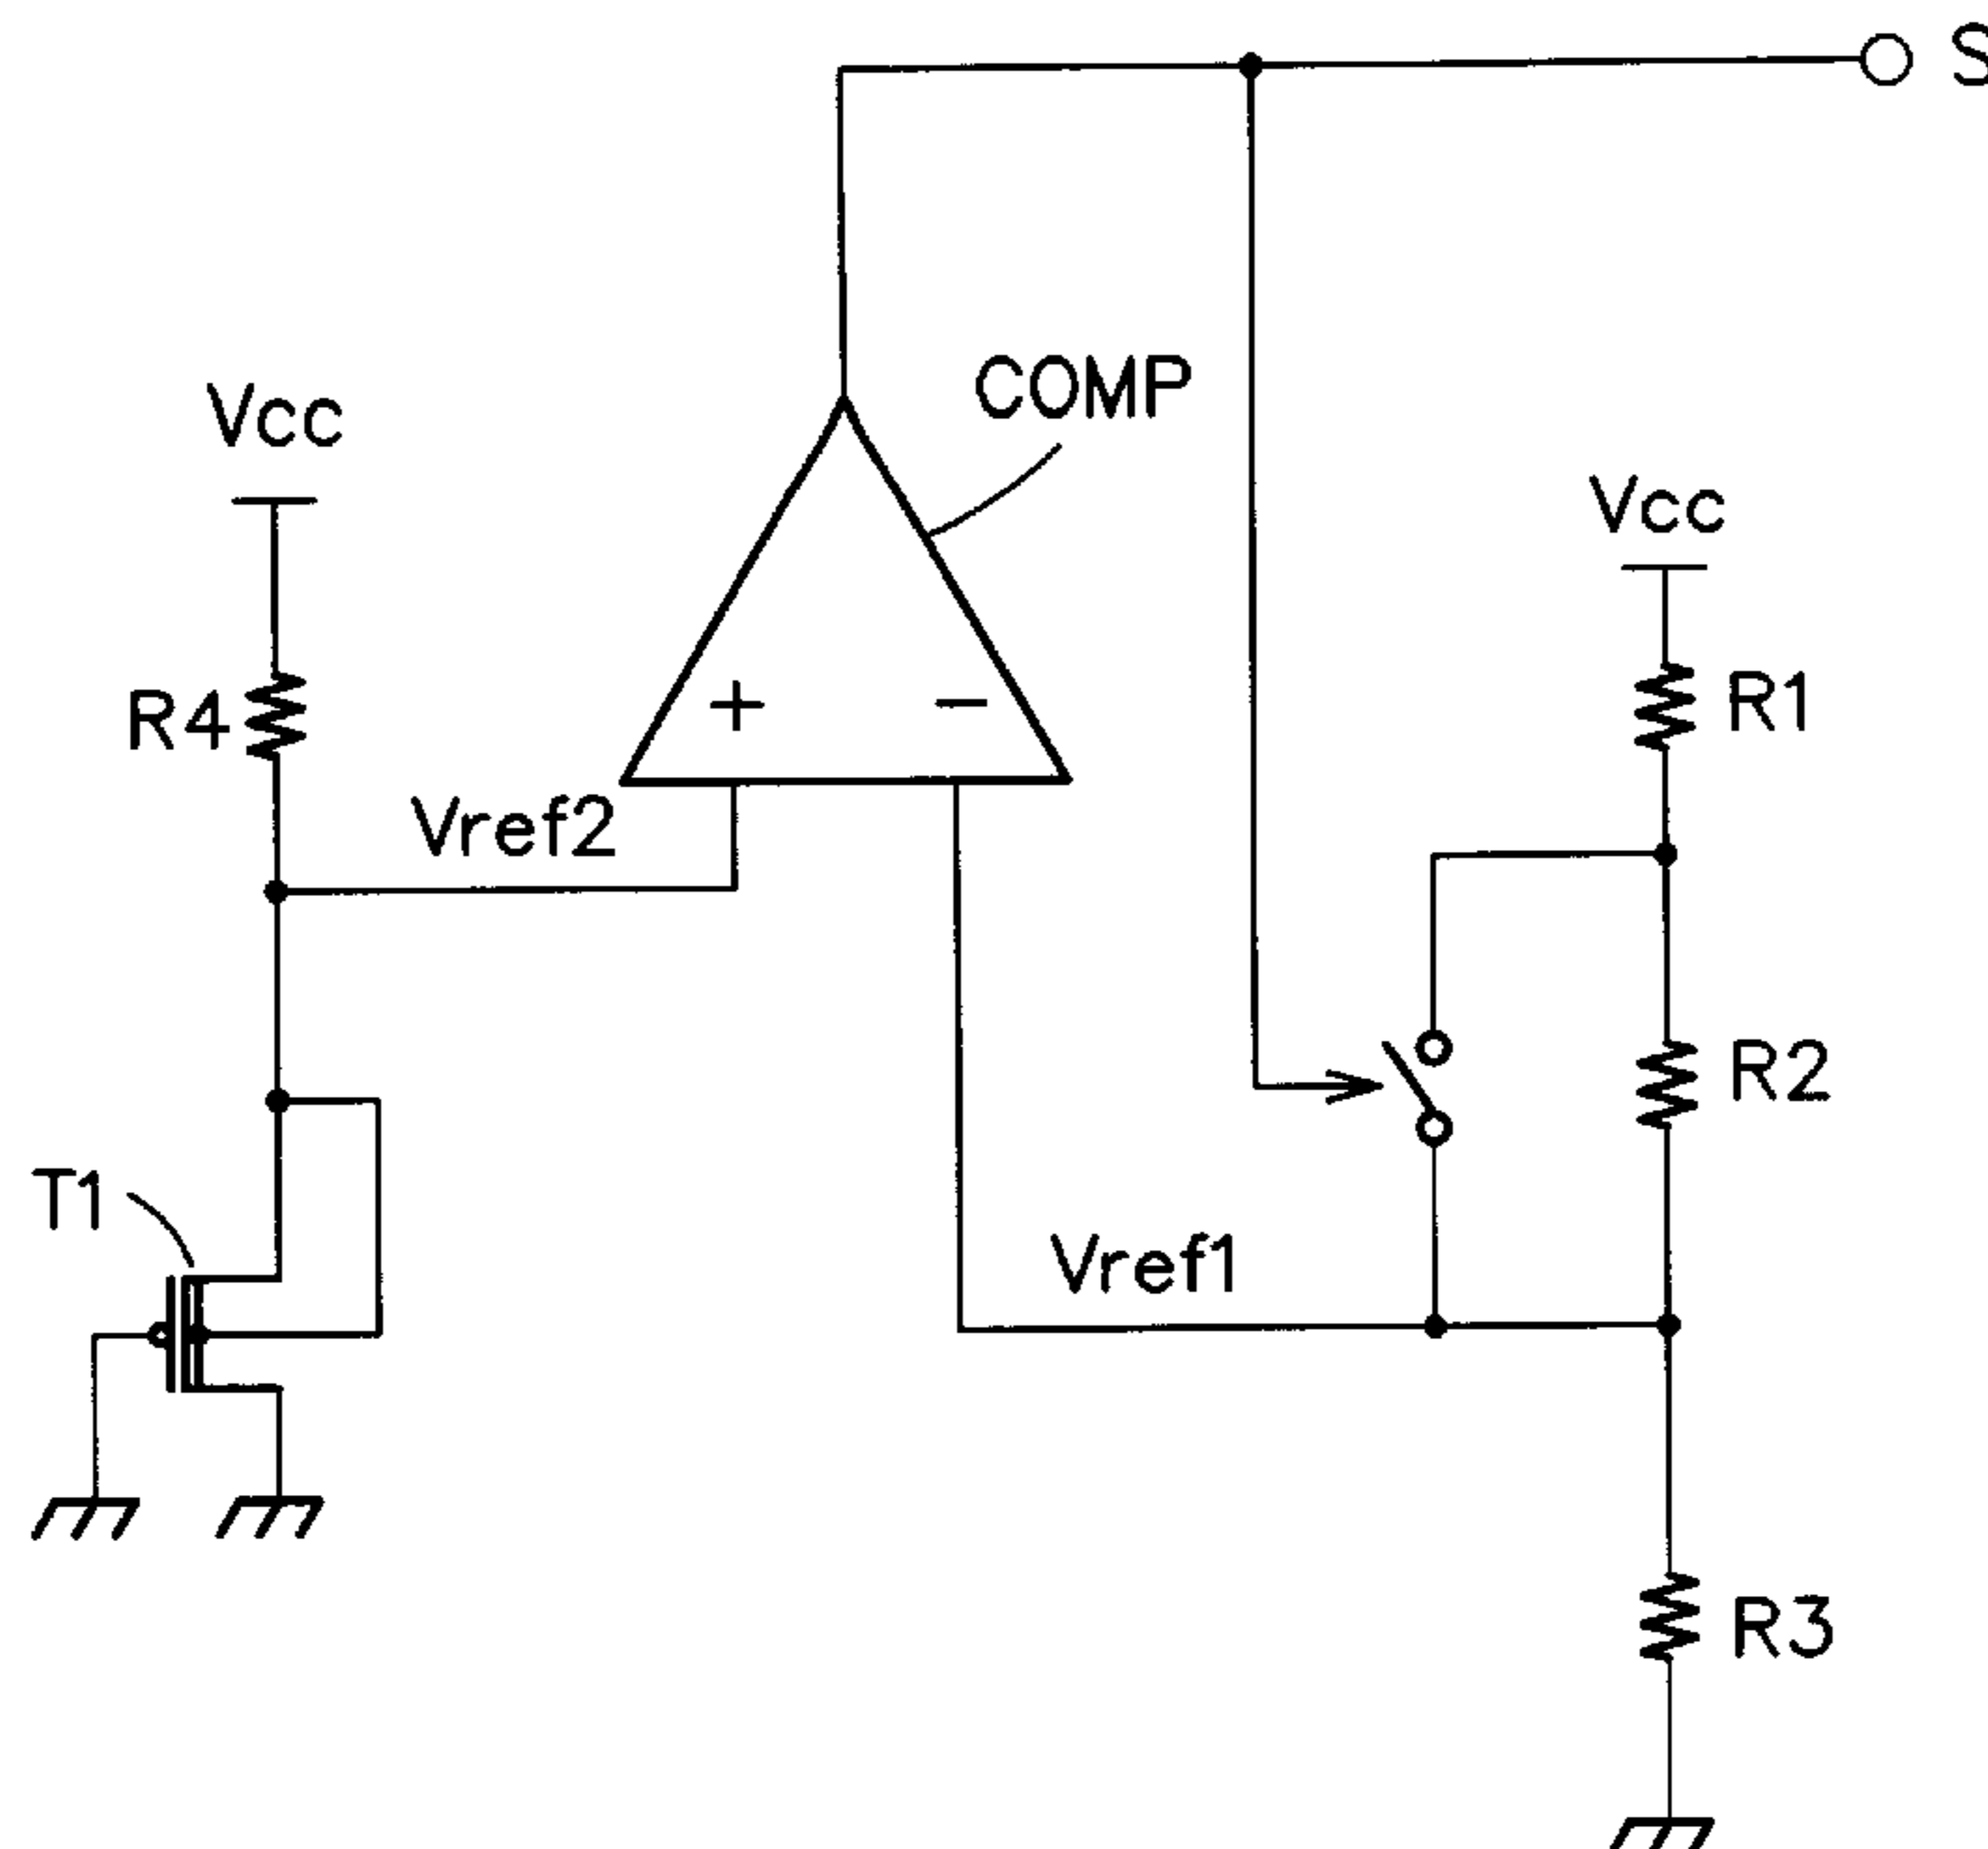 S
COMP
Vcc
Vcc
+
−
R4
R1
Vref2
R2
T1
Vref1
R3